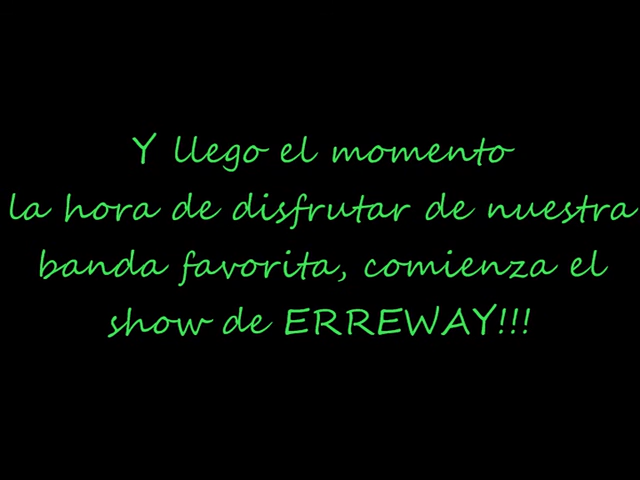 Y llego el momento
la hora de disfrutar de nuestra
banda favorita, comienza el
show de ERREWAY!!!